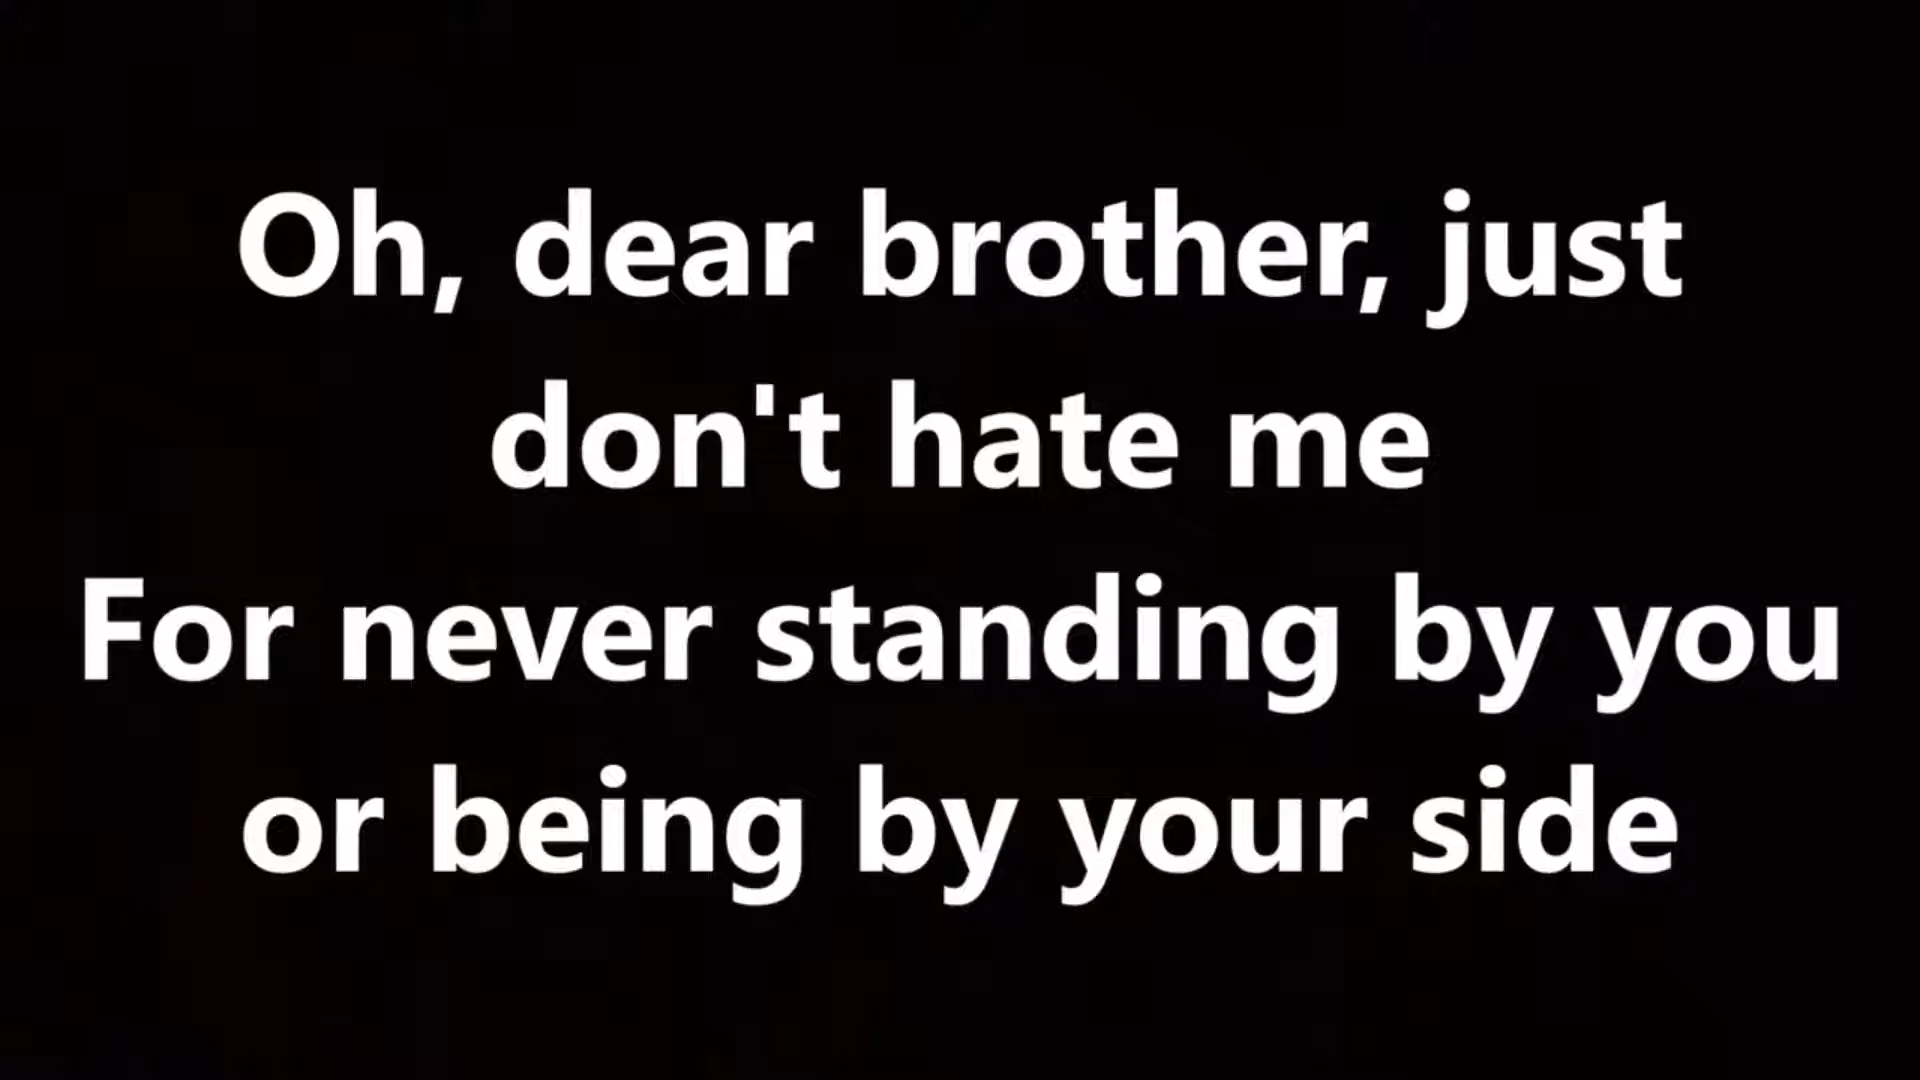 Oh, dear brother, just
don't hate me
For never standing by you
or being by your side